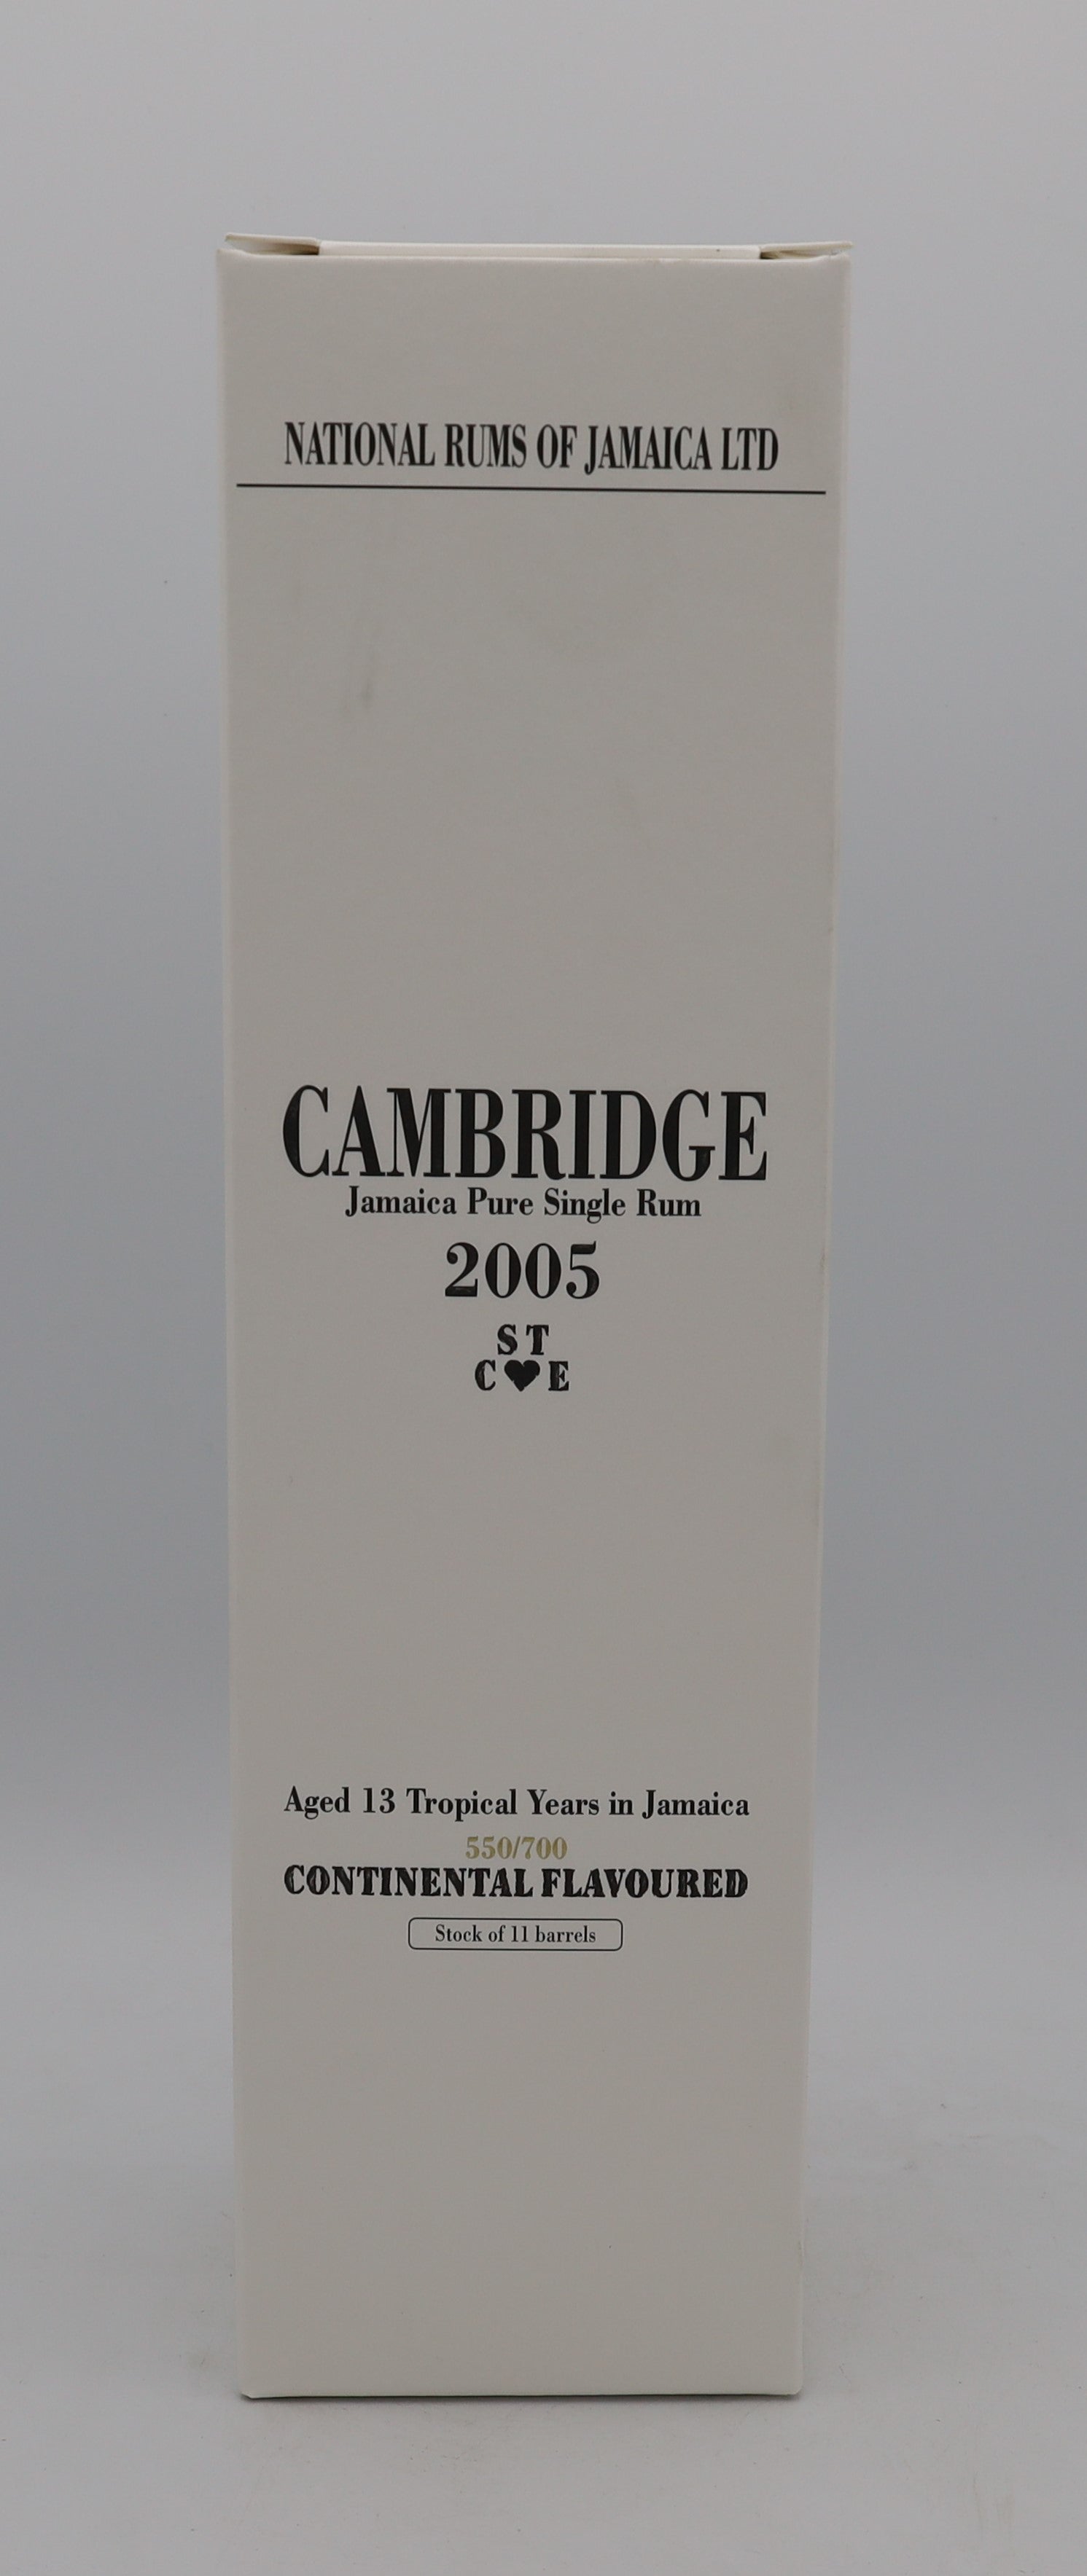 NATIONAL RUMS OF JAMAICA LTD
CAMBRIDGE
Jamaica Pure Single Rum
2005
S T
C♥E
Aged 13 Tropical Years in Jamaica
550/700
CONTINENTAL FLAVOURED
Stock of 11 barrels